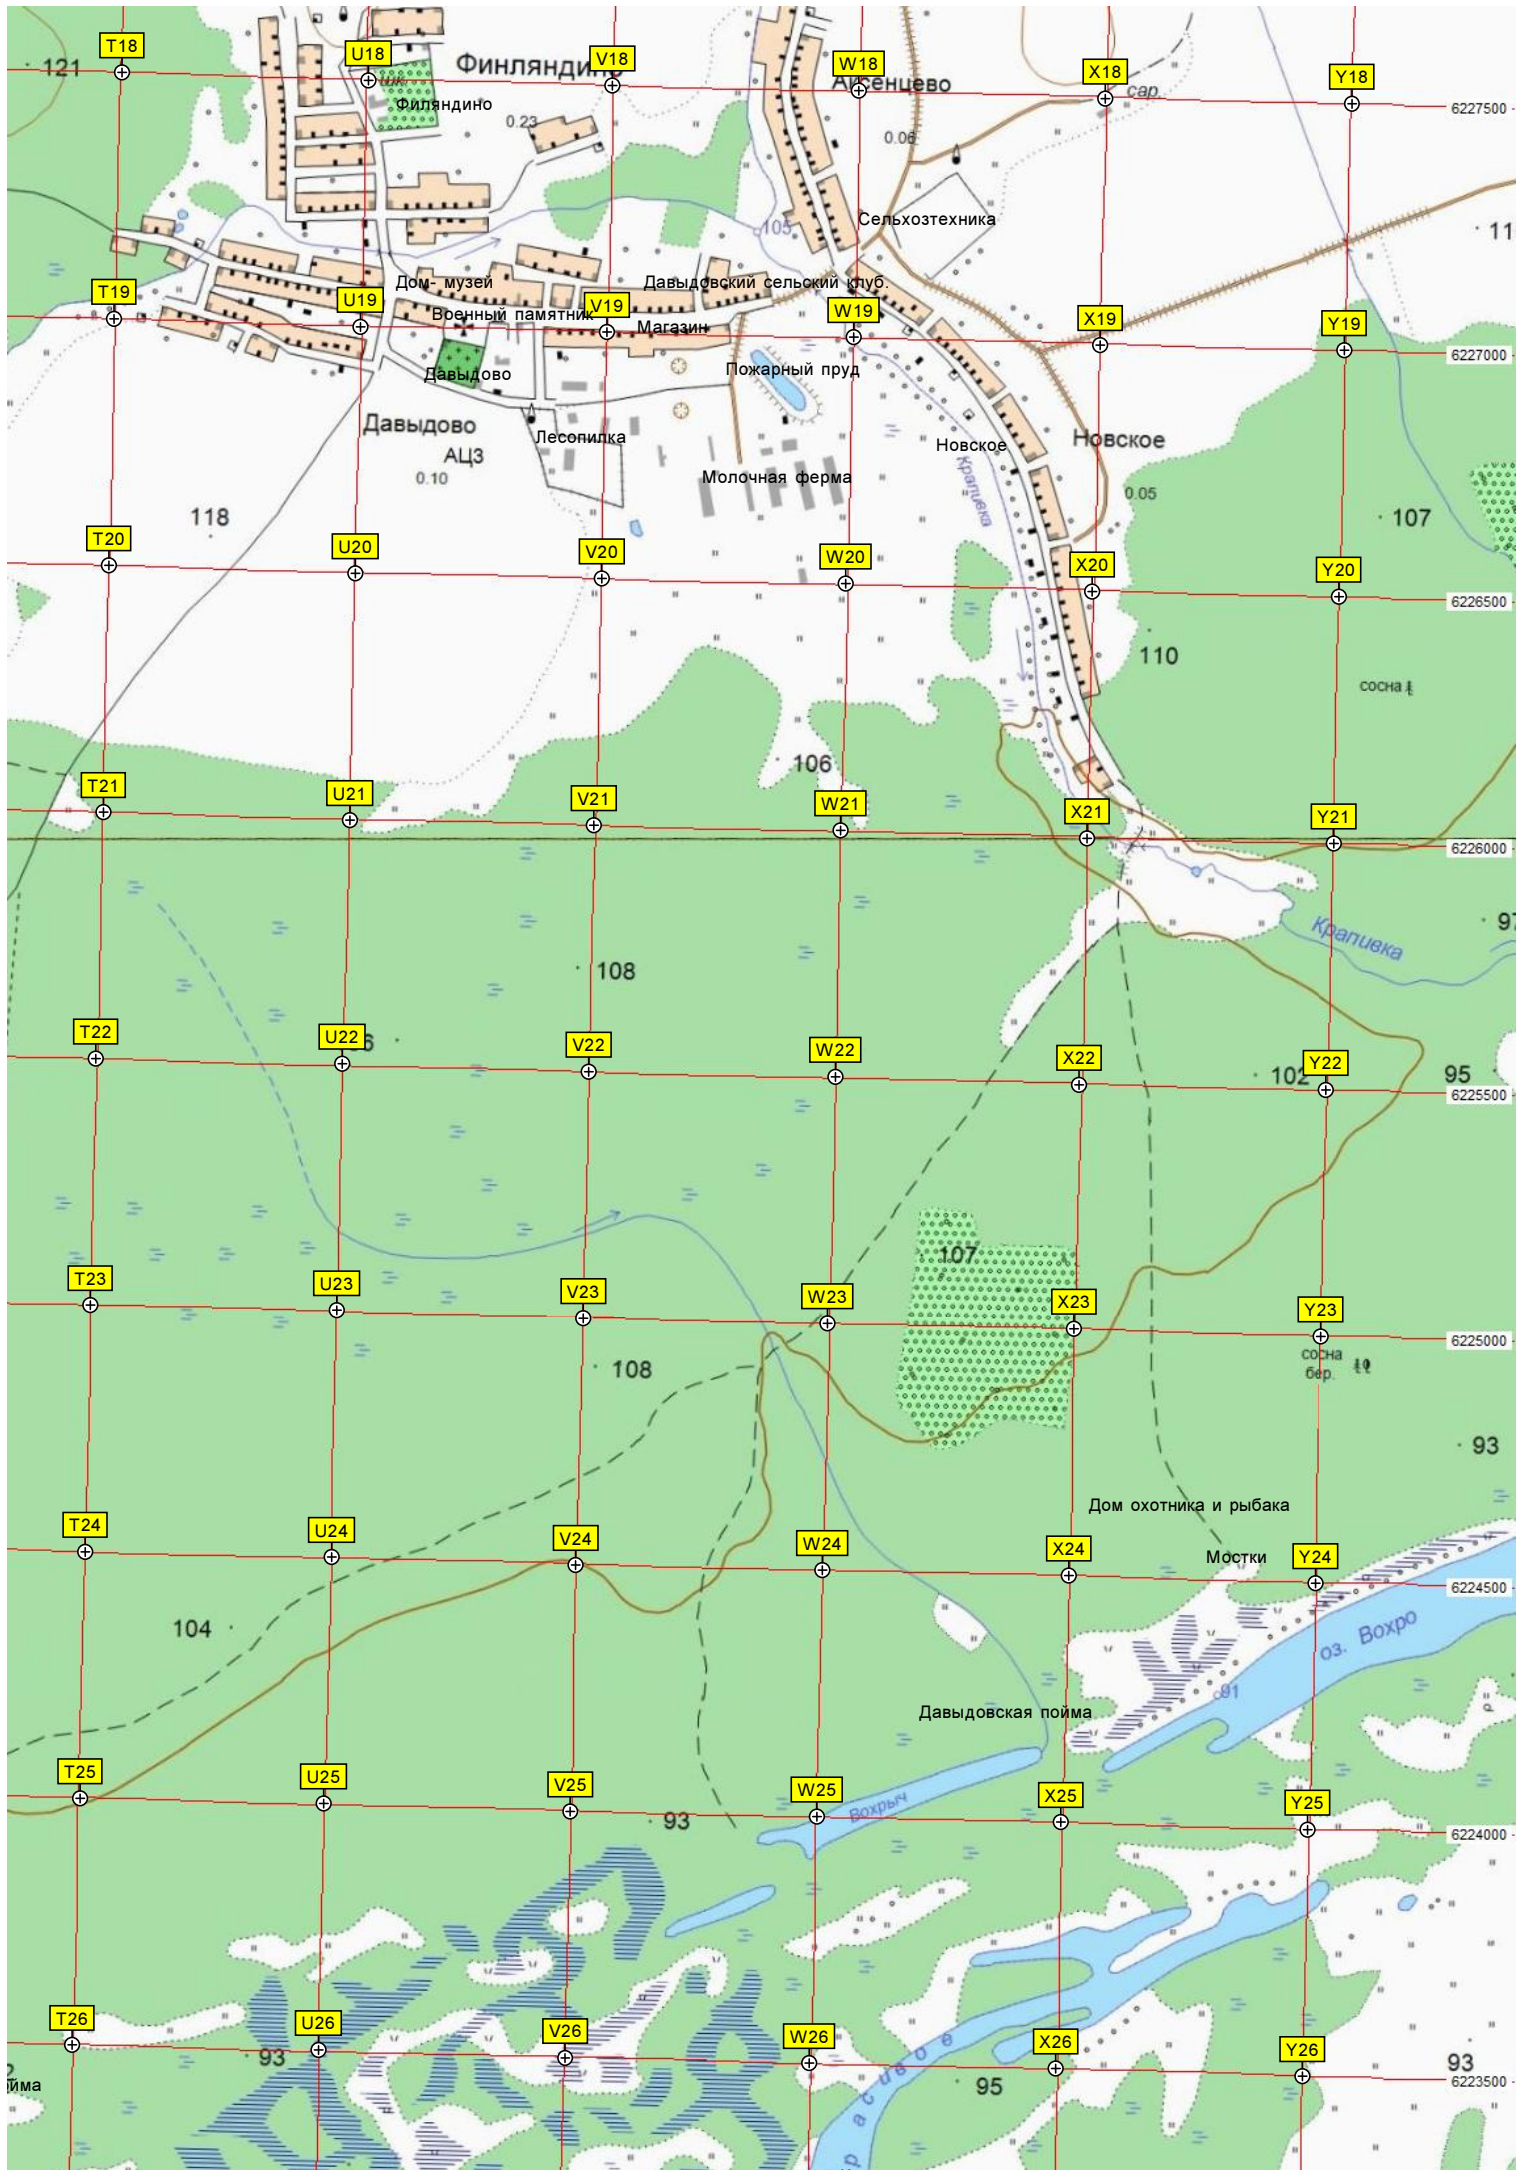 T18
U18
V18
W18
X18
Y18
121
шк.
Филяндино
0.23
Аксенцево
0.06
сар.
6227500
105
Сельхозтехника
Дом- музей
Давыдовский сельский клуб.
Военный памятник
Магазин
T19
U19
V19
W19
X19
Y19
6227000
Давыдово
Пожарный пруд
Давыдово
АЦЗ
0.10
Лесопилка
Молочная ферма
Новское
Новское
Крапивка
0.05
118
107
T20
U20
V20
W20
X20
Y20
6226500
110
сосна
106
T21
U21
V21
W21
X21
Y21
6226000
Крапивка
108
T22
U22
V22
W22
X22
Y22
102
95
6225500
107
T23
U23
V23
W23
X23
Y23
6225000
108
сосна
бер.
93
Дом охотника и рыбака
T24
U24
V24
W24
X24
Y24
Мостки
6224500
104
оз. Вохро
91
Давыдовская пойма
T25
U25
V25
W25
X25
Y25
Вохрыч
93
6224000
T26
U26
V26
W26
X26
Y26
93
95
93
6223500